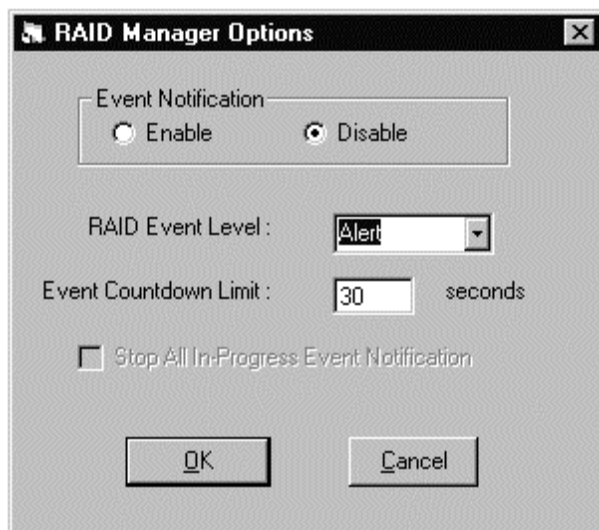 RAID Manager Options
Event Notification
Enable Disable
RAID Event Level : Alert
Event Countdown Limit : 30 seconds
Stop All In-Progress Event Notification
OK Cancel